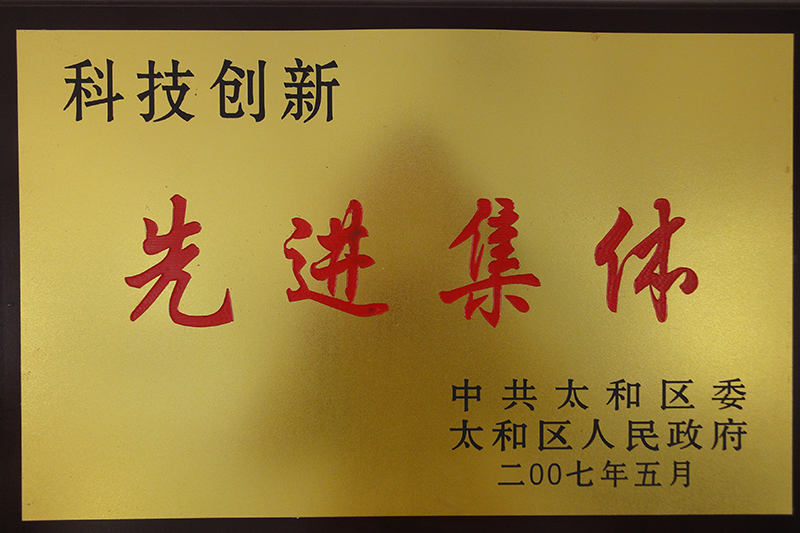 科技创新
先进集体
中共太和区委
太和区人民政府
二00七年五月